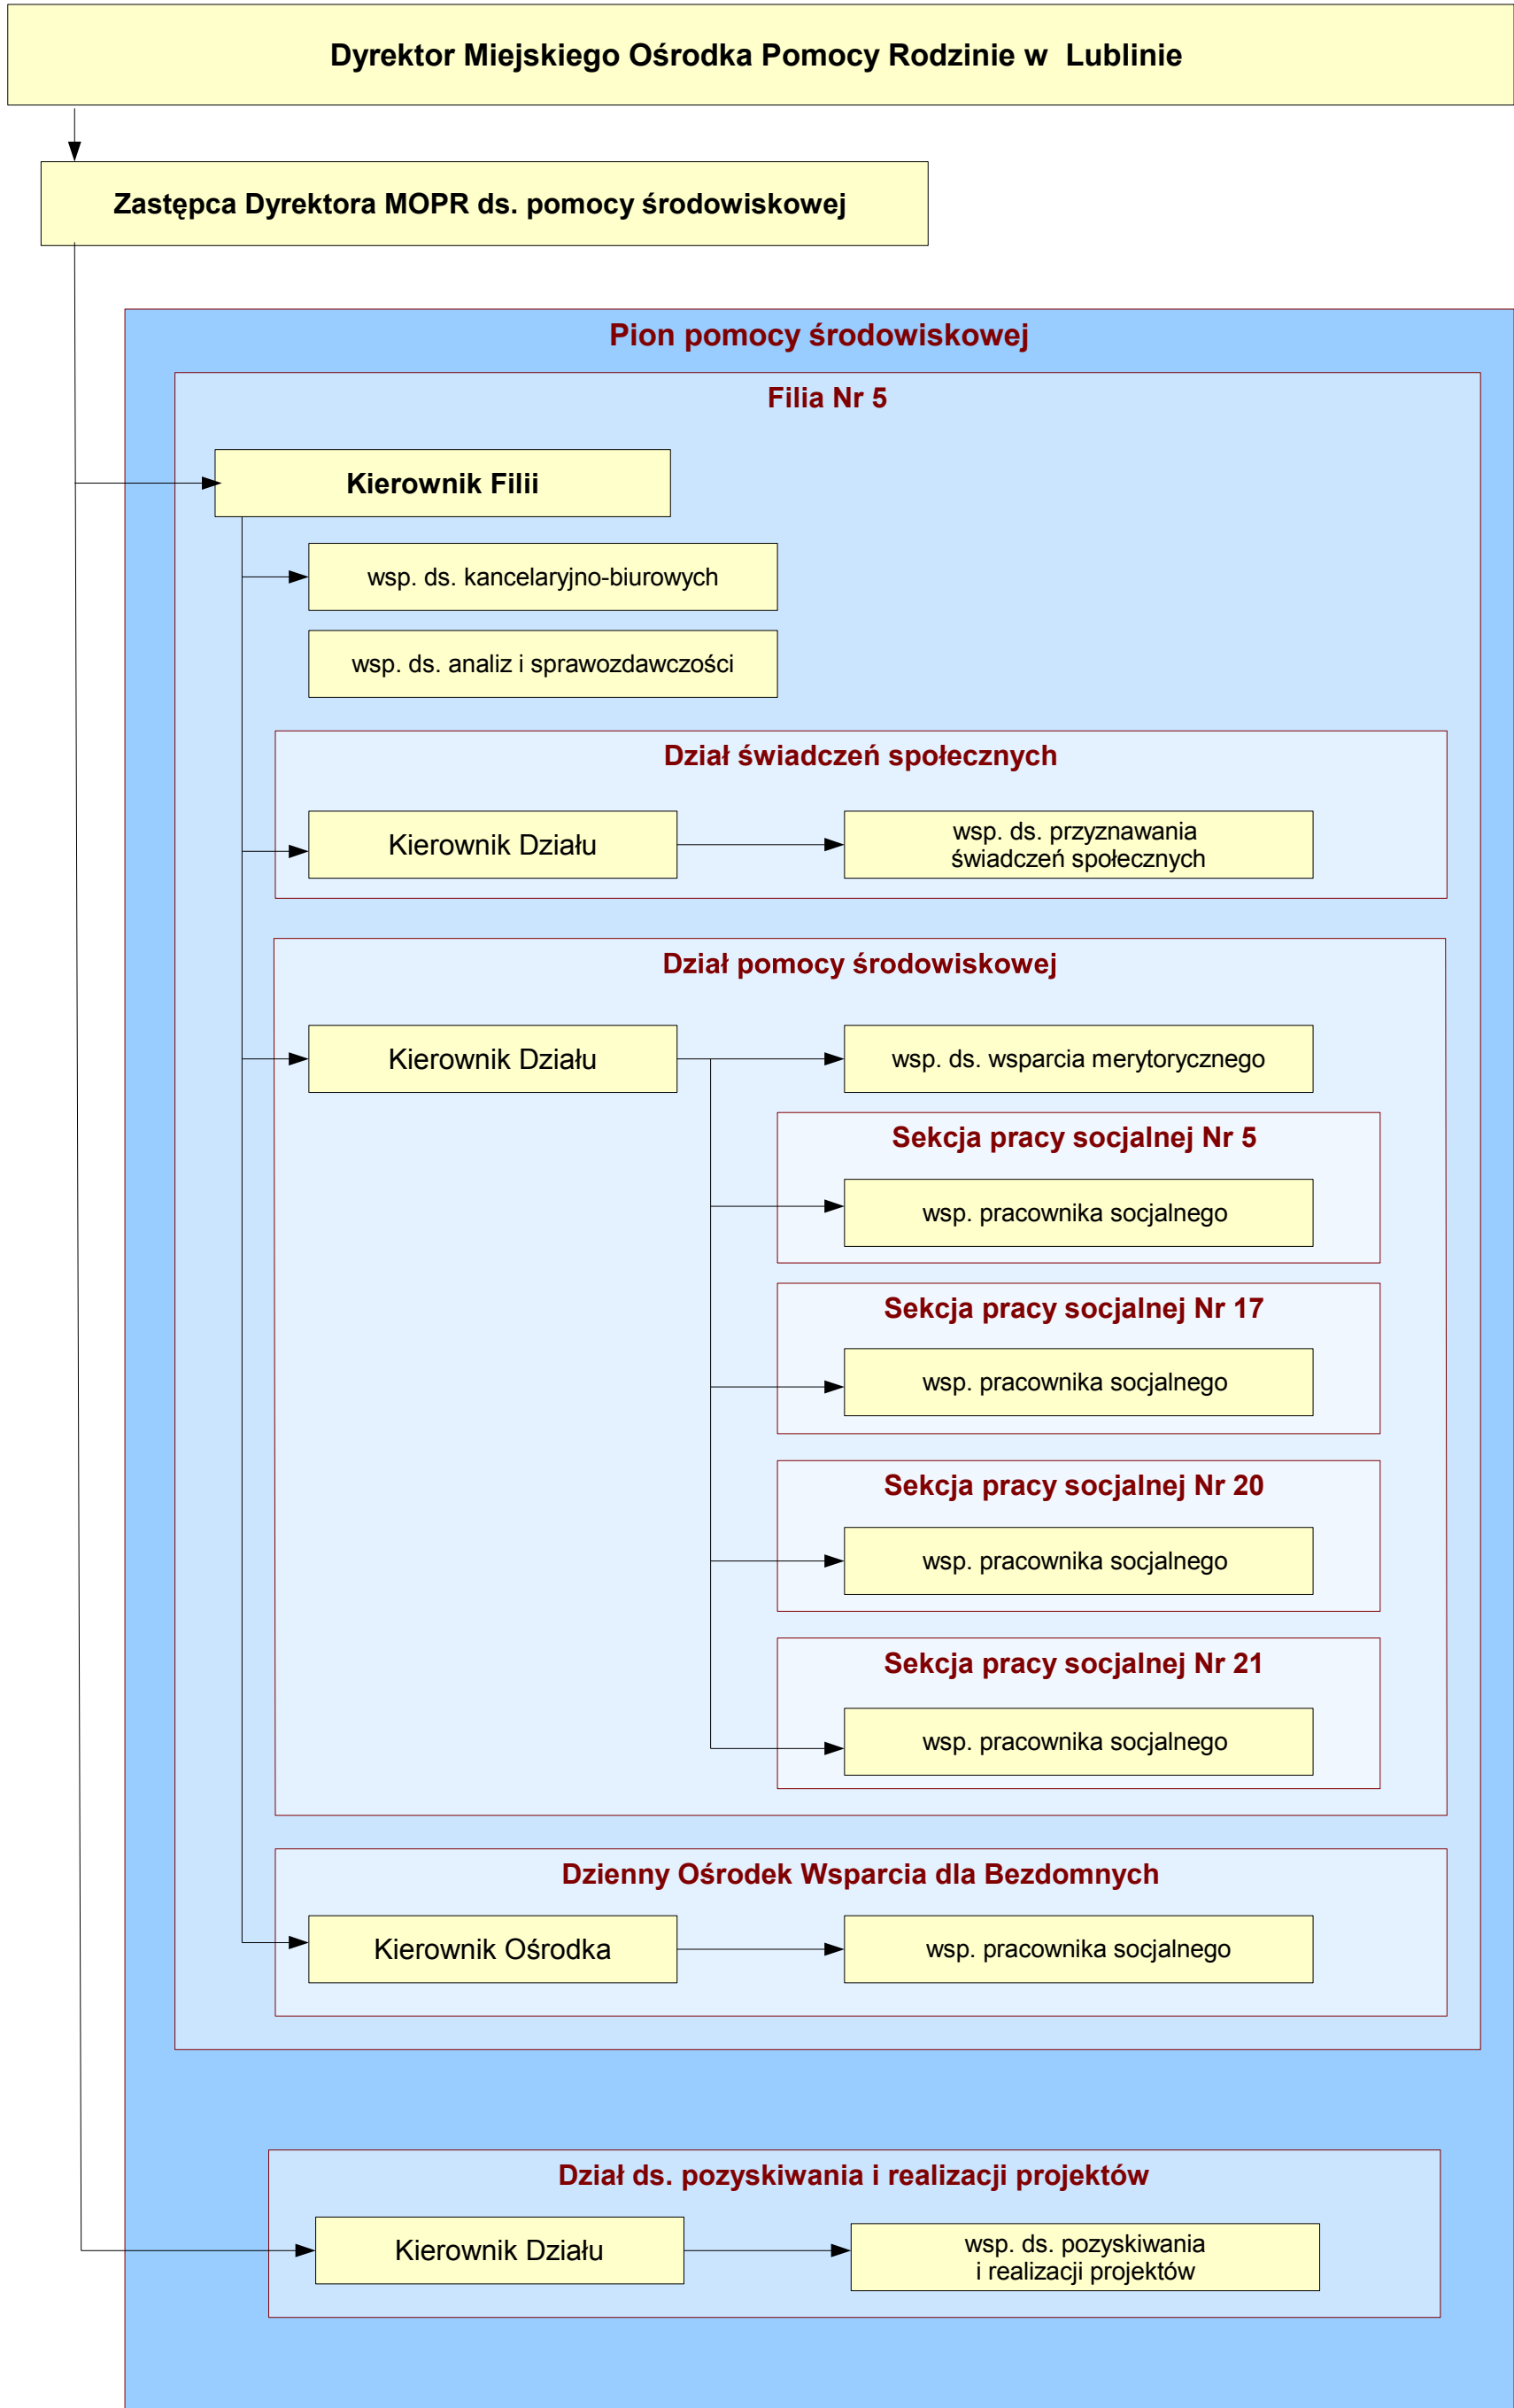 Dyrektor Miejskiego Ośrodka Pomocy Rodzinie w Lublinie
Zastępca Dyrektora MOPR ds. pomocy środowiskowej
Pion pomocy środowiskowej
Filia Nr 5
Kierownik Filii
wsp. ds. kancelaryjno-biurowych
wsp. ds. analiz i sprawozdawczości
Dział świadczeń społecznych
Kierownik Działu
wsp. ds. przyznawania
świadczeń społecznych
Dział pomocy środowiskowej
Kierownik Działu
wsp. ds. wsparcia merytorycznego
Sekcja pracy socjalnej Nr 5
wsp. pracownika socjalnego
Sekcja pracy socjalnej Nr 17
wsp. pracownika socjalnego
Sekcja pracy socjalnej Nr 20
wsp. pracownika socjalnego
Sekcja pracy socjalnej Nr 21
wsp. pracownika socjalnego
Dzienny Ośrodek Wsparcia dla Bezdomnych
Kierownik Ośrodka
wsp. pracownika socjalnego
Dział ds. pozyskiwania i realizacji projektów
Kierownik Działu
wsp. ds. pozyskiwania
i realizacji projektów